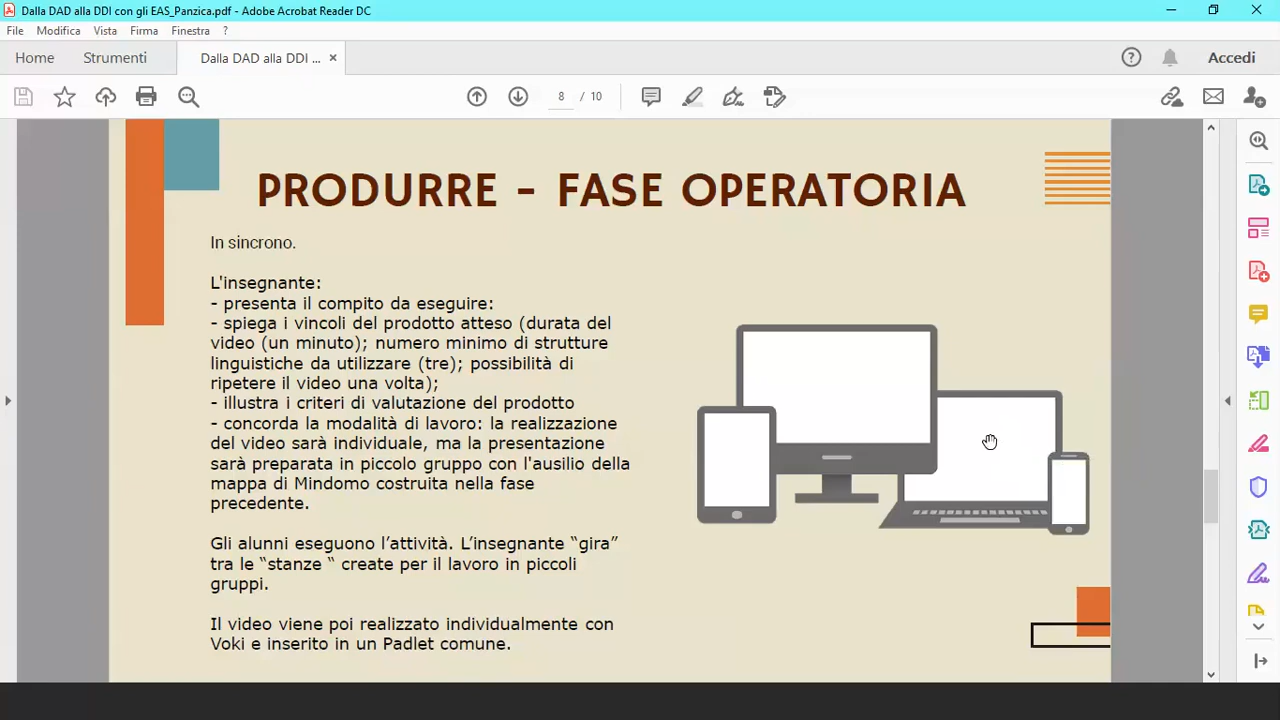 Dalla DAD alla DDI con gli EAS_Panzica.pdf - Adobe Acrobat Reader DC
File Modifica Vista Firma Finestra ?
Home Strumenti Dalla DAD alla DDI ... × Accedi
8 / 10
PRODURRE - FASE OPERATORIA
In sincrono.
L'insegnante:
- presenta il compito da eseguire:
- spiega i vincoli del prodotto atteso (durata del
video (un minuto); numero minimo di strutture
linguistiche da utilizzare (tre); possibilità di
ripetere il video una volta);
- illustra i criteri di valutazione del prodotto
- concorda la modalità di lavoro: la realizzazione
del video sarà individuale, ma la presentazione
sarà preparata in piccolo gruppo con l'ausilio della
mappa di Mindomo costruita nella fase
precedente.
Gli alunni eseguono l’attività. L’insegnante “gira”
tra le “stanze “ create per il lavoro in piccoli
gruppi.
Il video viene poi realizzato individualmente con
Voki e inserito in un Padlet comune.